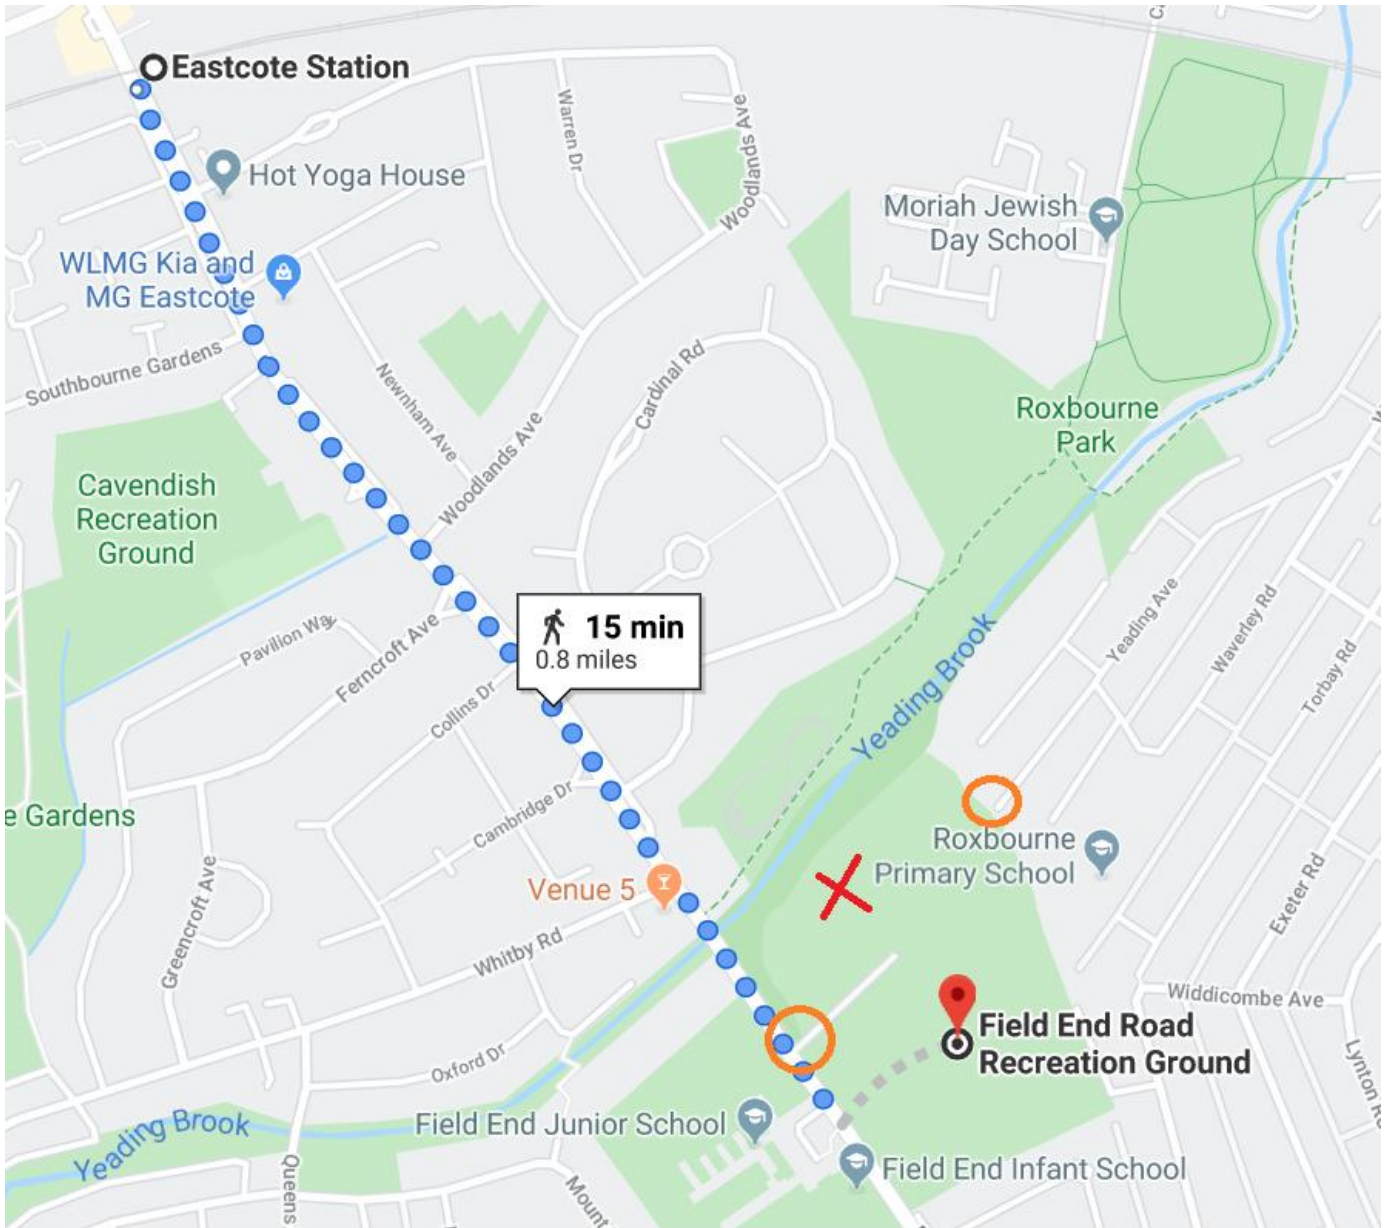 Eastcote Station
Warren Dr
Woodlands Ave
Hot Yoga House
Woodlands Ave
Moriah Jewish
Day School
WLMG Kia and
MG Eastcote
Southbourne Gardens
Newnham Ave
Cardinal Rd
Woodlands Ave
Roxbourne
Park
Cavendish
Recreation
Ground
Pavilion Way
Ferncroft Ave
15 min
0.8 miles
Collins Dr
Yeading Brook
Yeading Ave
Waverley Rd
Torbay Rd
e Gardens
Cambridge Dr
Roxbourne
Primary School
Venue 5
Greencroft Ave
Whitby Rd
Exeter Rd
Widdicombe Ave
Field End Road
Recreation Ground
Oxford Dr
Lynton R
Field End Junior School
Yeading Brook
Queens
Mount
Field End Infant School